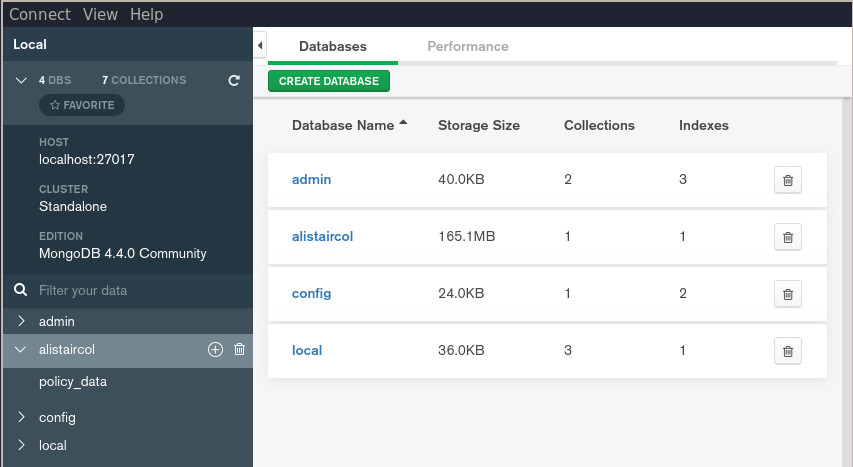 Connect View Help
Local
4 DBS 7 COLLECTIONS
FAVORITE
HOST
localhost:27017
CLUSTER
Standalone
EDITION
MongoDB 4.4.0 Community
Filter your data
admin
alistaircol
policy_data
config
local
Databases Performance
CREATE DATABASE
Database Name Storage Size Collections Indexes
admin 40.0KB 2 3
alistaircol 165.1MB 1 1
config 24.0KB 1 2
local 36.0KB 3 1